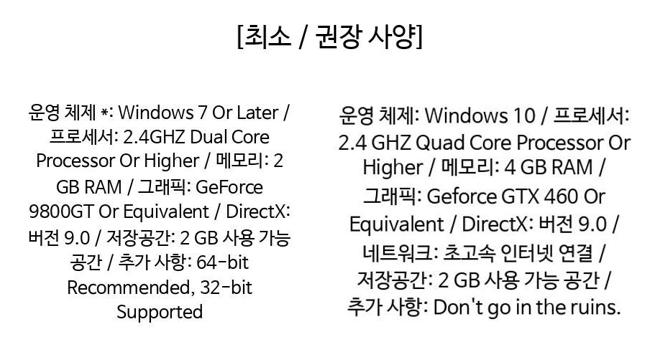 [최소 / 권장 사양]
운영 체제 *: Windows 7 Or Later /
프로세서: 2.4GHZ Dual Core
Processor Or Higher / 메모리: 2
GB RAM / 그래픽: GeForce
9800GT Or Equivalent / DirectX:
버전 9.0 / 저장공간: 2 GB 사용 가능
공간 / 추가 사항: 64-bit
Recommended, 32-bit
Supported
운영 체제: Windows 10 / 프로세서:
2.4 GHZ Quad Core Processor Or
Higher / 메모리: 4 GB RAM /
그래픽: Geforce GTX 460 Or
Equivalent / DirectX: 버전 9.0 /
네트워크: 초고속 인터넷 연결 /
저장공간: 2 GB 사용 가능 공간 /
추가 사항: Don't go in the ruins.